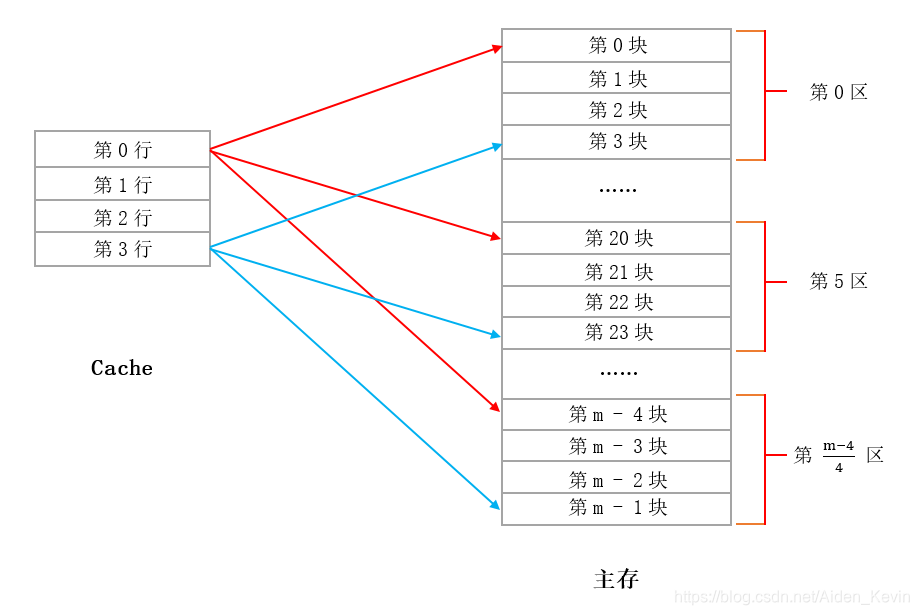 第 0 行
第 1 行
第 2 行
第 3 行
Cache
第 0 块
第 1 块
第 2 块
第 3 块
……
第 20 块
第 21 块
第 22 块
第 23 块
……
第 m - 4 块
第 m - 3 块
第 m - 2 块
第 m - 1 块
主存
第 0 区
第 5 区
第 m-4/4 区
https://blog.csdn.net/Aiden_Kevin